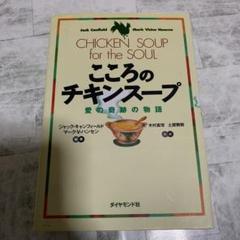 Jack Canfield Mark Victor Hansen
CHICKEN SOUP
for the SOUL
こころの
チキンスープ
愛の奇跡の物語
ジャック・キャンフィールド
マーク・V・ハンセン
ダイヤモンド社